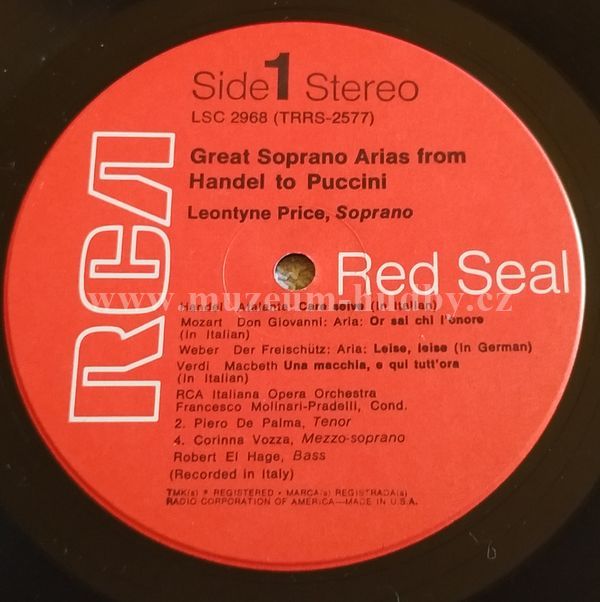 Side 1 Stereo
LSC 2968 (TRRS-2577)
Great Soprano Arias from
Handel to Puccini
Leontyne Price, Soprano
RCA
Red Seal
www.muzeum-hudby.cz
Handel Atalanta: Care selve (In Italian)
Mozart Don Giovanni: Aria: Or sai chi l'onore
(In Italian)
Weber Der Freischütz: Aria: Leise, leise (In German)
Verdi Macbeth Una macchia, e qui tutt'ora
(In Italian)
RCA Italiana Opera Orchestra
Francesco Molinari-Pradelli, Cond.
2. Piero De Palma, Tenor
4. Corinna Vozza, Mezzo-soprano
Robert El Hage, Bass
(Recorded in Italy)
TMK(s) ® REGISTERED • MARCA(s) REGISTRADA(s)
RADIO CORPORATION OF AMERICA—MADE IN U.S.A.